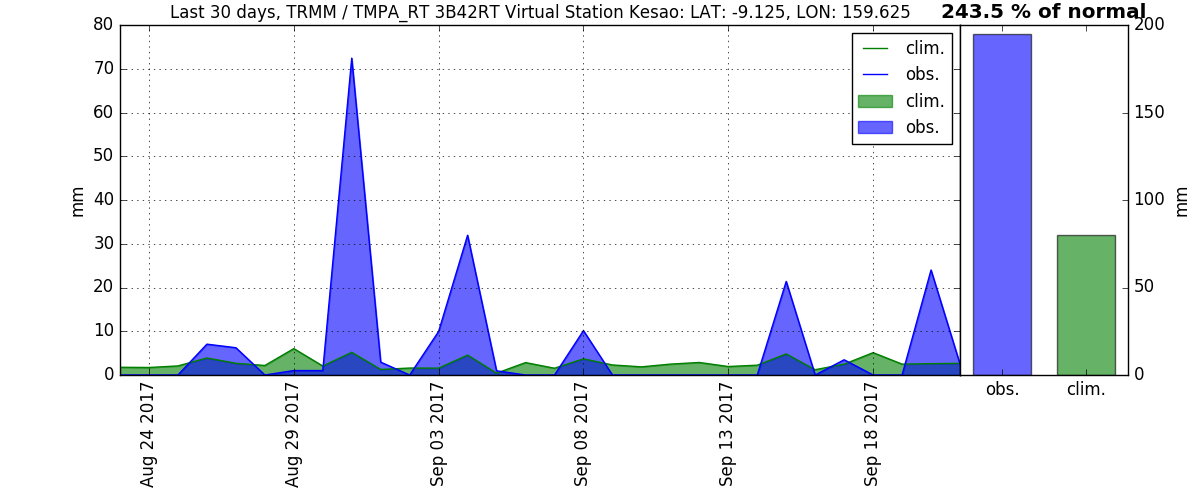 Last 30 days, TRMM / TMPA_RT 3B42RT Virtual Station Kesao: LAT: -9.125, LON: 159.625
243.5 % of normal
80
70
60
50
40
30
20
10
0
mm
clim.
obs.
clim.
obs.
Aug 24 2017
Aug 29 2017
Sep 03 2017
Sep 08 2017
Sep 13 2017
Sep 18 2017
200
150
100
50
0
mm
obs.
clim.